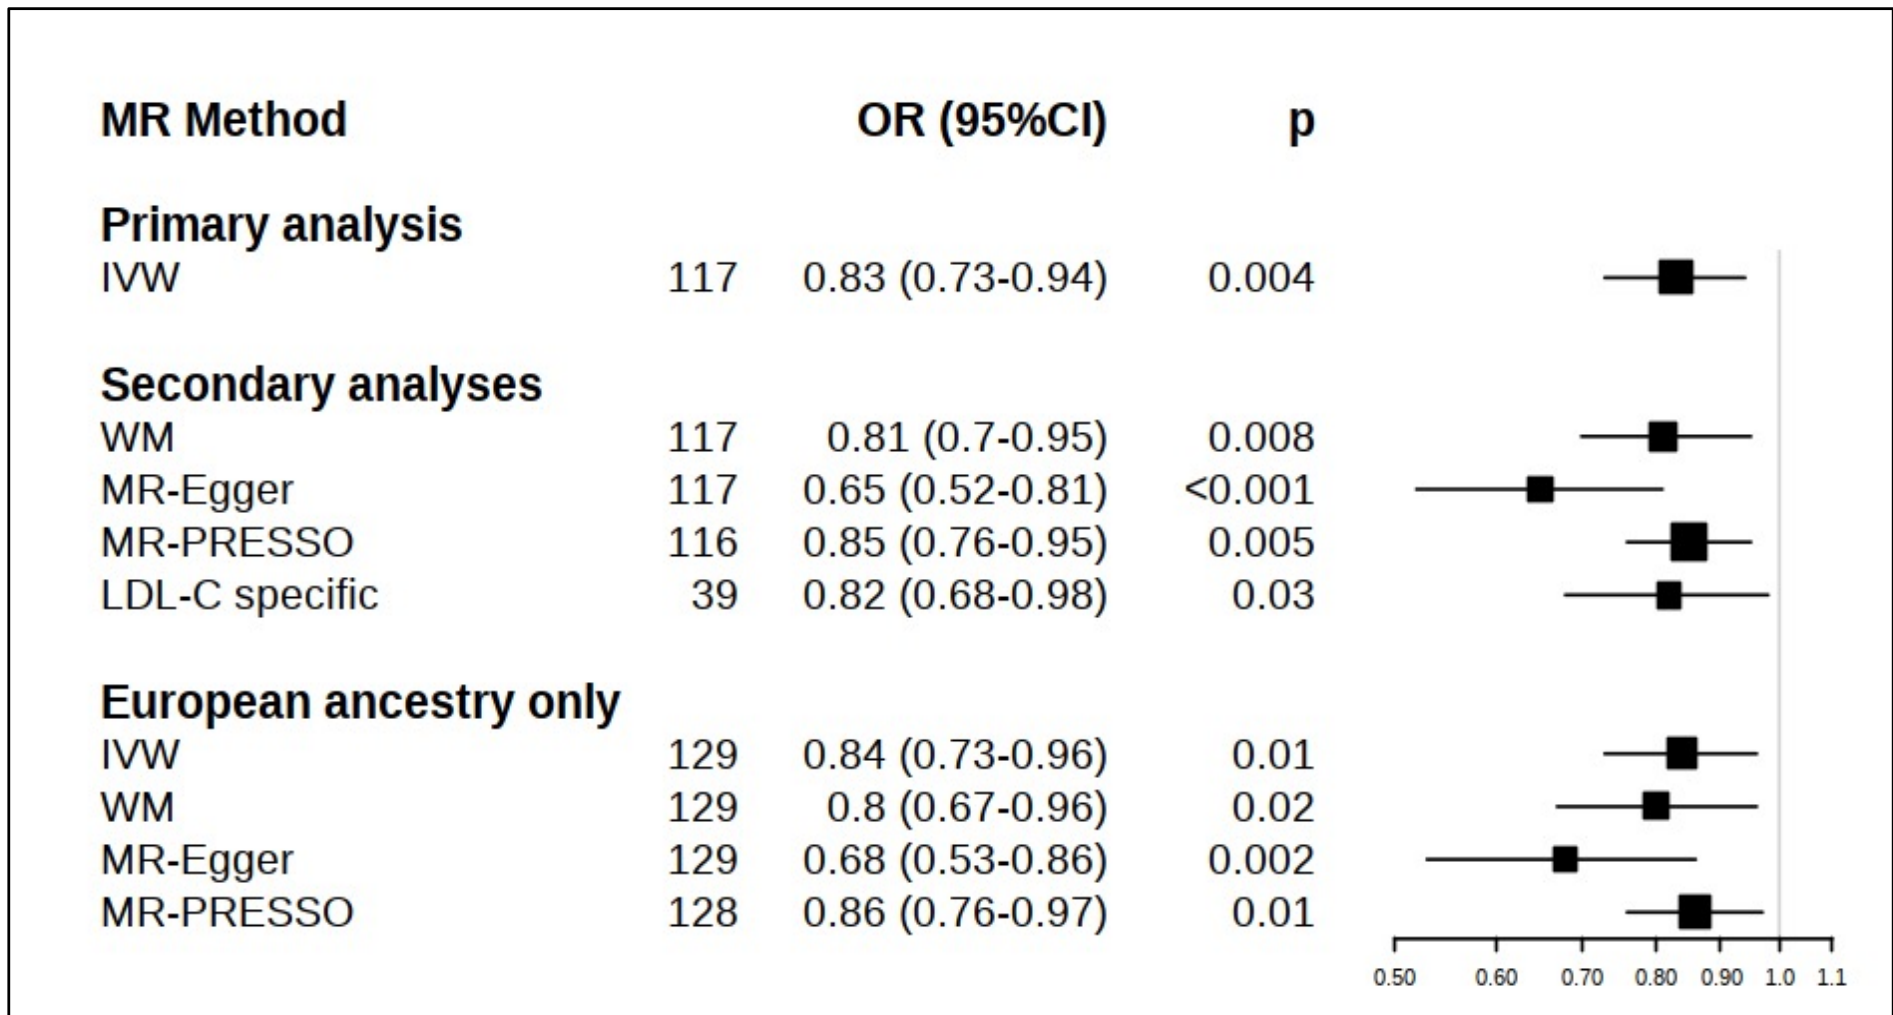 MR Method OR (95%CI) p
Primary analysis
IVW 117 0.83 (0.73-0.94) 0.004
Secondary analyses
WM 117 0.81 (0.7-0.95) 0.008
MR-Egger 117 0.65 (0.52-0.81) <0.001
MR-PRESSO 116 0.85 (0.76-0.95) 0.005
LDL-C specific 39 0.82 (0.68-0.98) 0.03
European ancestry only
IVW 129 0.84 (0.73-0.96) 0.01
WM 129 0.8 (0.67-0.96) 0.02
MR-Egger 129 0.68 (0.53-0.86) 0.002
MR-PRESSO 128 0.86 (0.76-0.97) 0.01
0.50 0.60 0.70 0.80 0.90 1.0 1.1